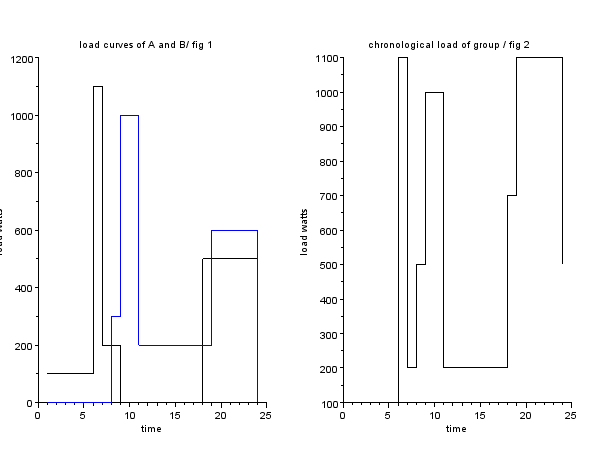 load curves of A and B/ fig 1
chronological load of group / fig 2
1200
1000
800
600
400
200
0
0 5 10 15 20 25
time
load watts
1100
1000
900
800
700
600
500
400
300
200
100
0 5 10 15 20 25
time
load watts